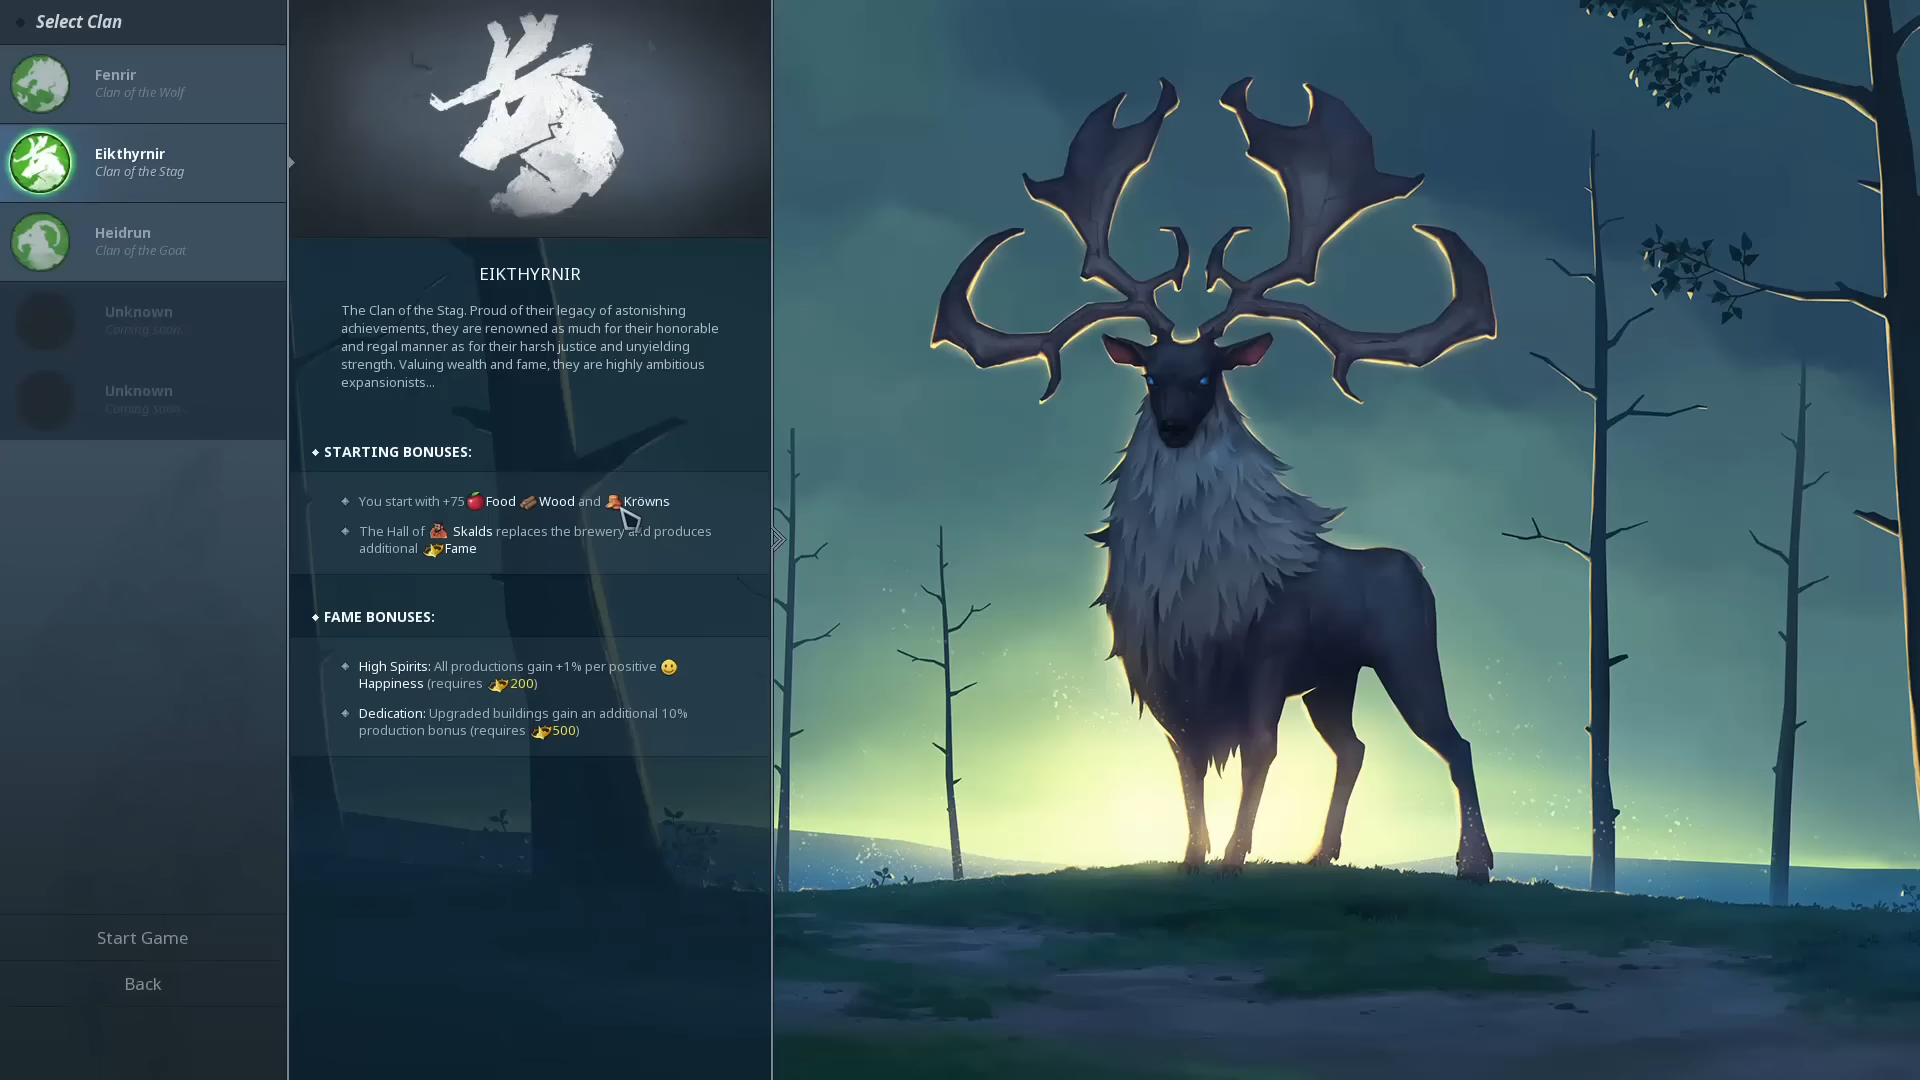 Select Clan
Fenrir
Clan of the Wolf
Eikthyrnir
Clan of the Stag
Heidrun
Clan of the Goat
Unknown
Coming soon...
Unknown
Coming soon...
Start Game
Back
EIKTHYRNIR
The Clan of the Stag. Proud of their legacy of astonishing
achievements, they are renowned as much for their honorable
and regal manner as for their harsh justice and unyielding
strength. Valuing wealth and fame, they are highly ambitious
expansionists...
STARTING BONUSES:
You start with +75 Food Wood and Kröwns
The Hall of Skalds replaces the brewery and produces
additional Fame
FAME BONUSES:
High Spirits: All productions gain +1% per positive
Happiness (requires 200)
Dedication: Upgraded buildings gain an additional 10%
production bonus (requires 500)